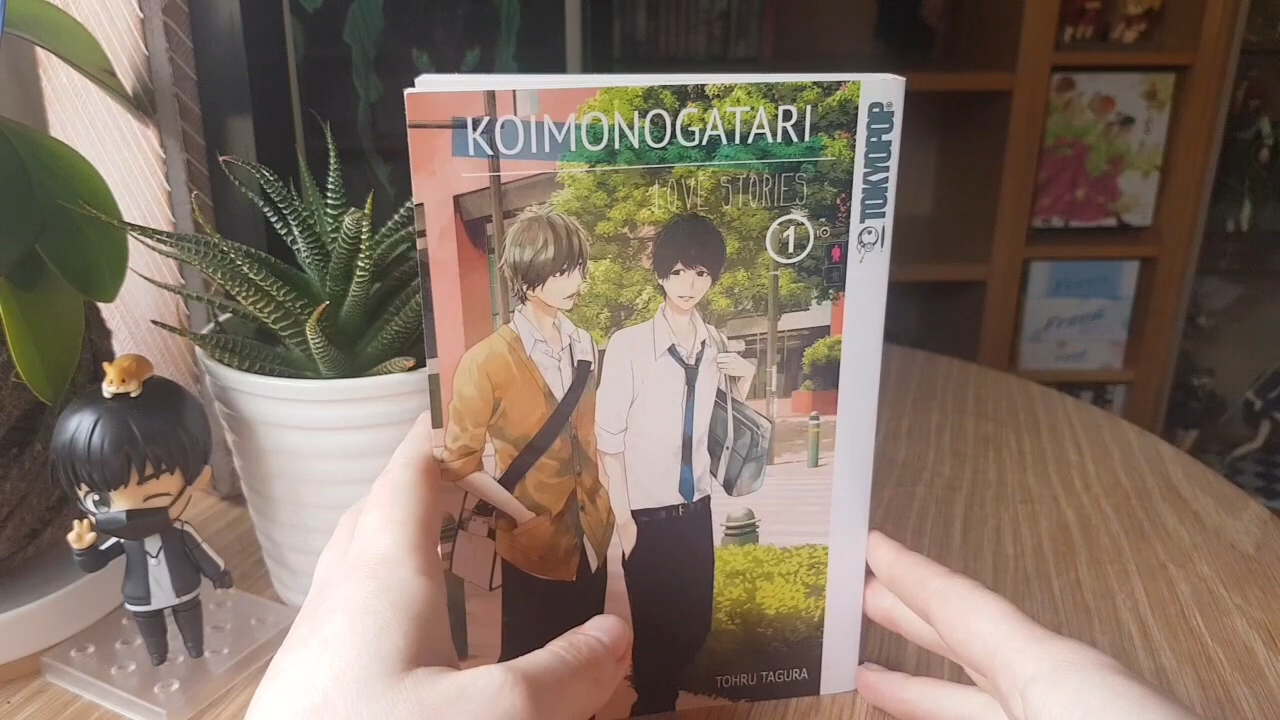 KOIMONOGATARI
LOVE STORIES
1
TOHRU TAGURA
TOKYOPOP®